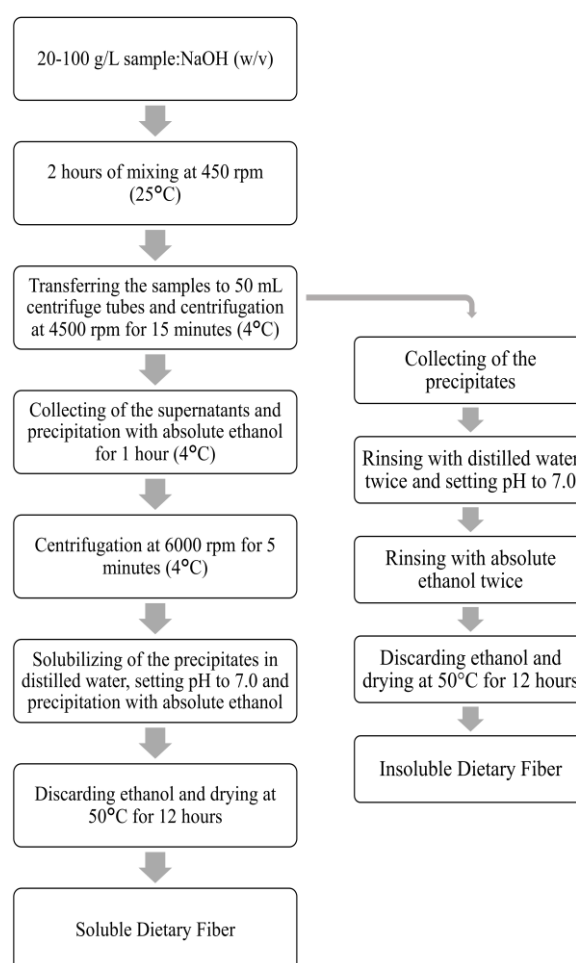 20-100 g/L sample:NaOH (w/v)
2 hours of mixing at 450 rpm
(25°C)
Transferring the samples to 50 mL
centrifuge tubes and centrifugation
at 4500 rpm for 15 minutes (4°C)
Collecting of the supernatants and
precipitation with absolute ethanol
for 1 hour (4°C)
Centrifugation at 6000 rpm for 5
minutes (4°C)
Solubilizing of the precipitates in
distilled water, setting pH to 7.0 and
precipitation with absolute ethanol
Discarding ethanol and drying at
50°C for 12 hours
Soluble Dietary Fiber
Collecting of the
precipitates
Rinsing with distilled water
twice and setting pH to 7.0
Rinsing with absolute
ethanol twice
Discarding ethanol and
drying at 50°C for 12 hours
Insoluble Dietary Fiber